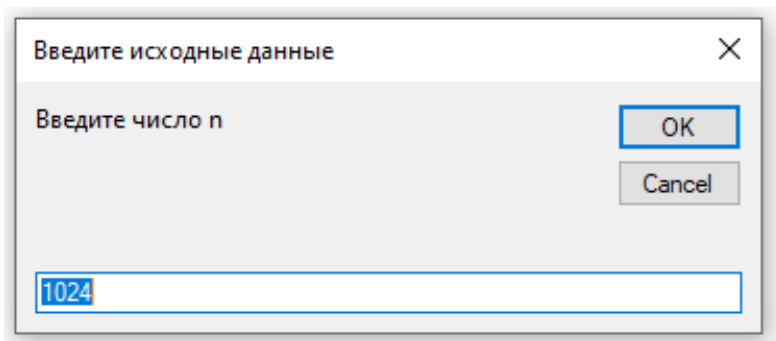 Введите исходные данные
Введите число n
OK
Cancel
1024